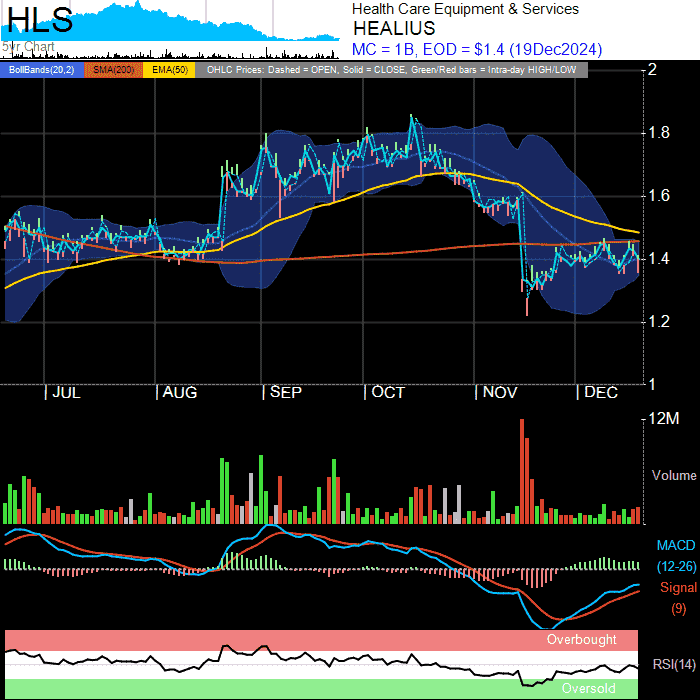 HLS
5yr Chart
Health Care Equipment & Services
HEALIUS
MC = 1B, EOD = $1.4 (19Dec2024)
BollBands(20,2) SMA(200) EMA(50) OHLC Prices: Dashed = OPEN, Solid = CLOSE, Green/Red bars = Intra-day HIGH/LOW
2
1.8
1.6
1.4
1.2
1
| JUL | AUG | SEP | OCT | NOV | DEC
12M
Volume
MACD
(12-26)
Signal
(9)
Overbought
RSI(14)
Oversold